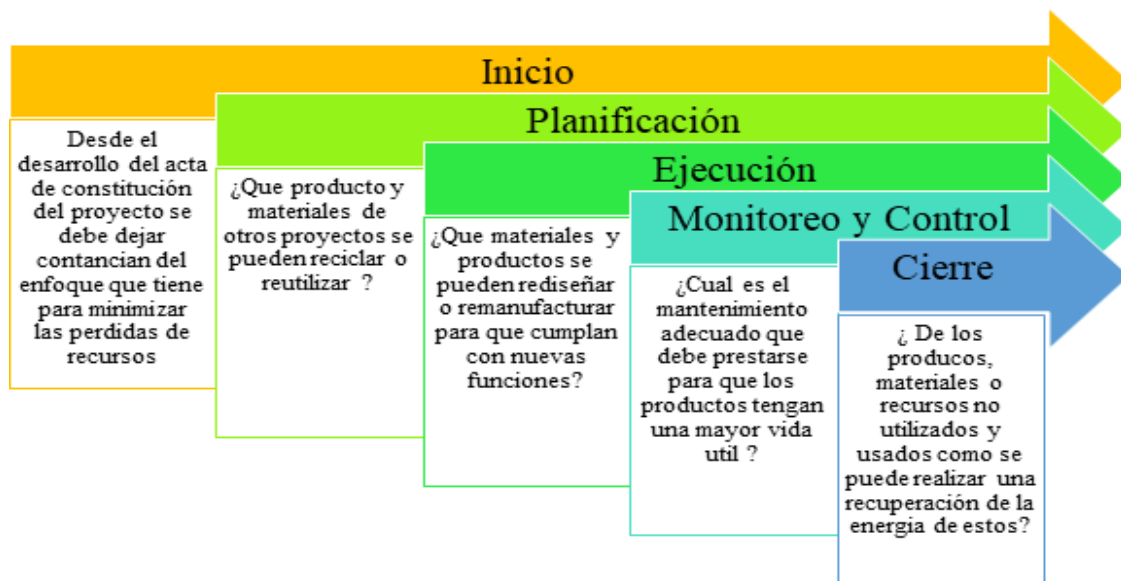 Inicio
Desde el
desarrollo del acta
de constitución
del proyecto se
debe dejar
contancian del
enfoque que tiene
para minimizar
las perdidas de
recursos
Planificación
¿Que producto y
materiales de
otros proyectos se
pueden reciclar o
reutilizar ?
Ejecución
¿Que materiales y
productos se
pueden rediseñar
o remanufacturar
para que cumplan
con nuevas
funciones?
Monitoreo y Control
¿Cual es el
mantenimiento
adecuado que
debe prestarse
para que los
productos tengan
una mayor vida
util ?
Cierre
¿ De los
producos,
materiales o
recursos no
utilizados y
usados como se
puede realizar una
recuperación de la
energia de estos?